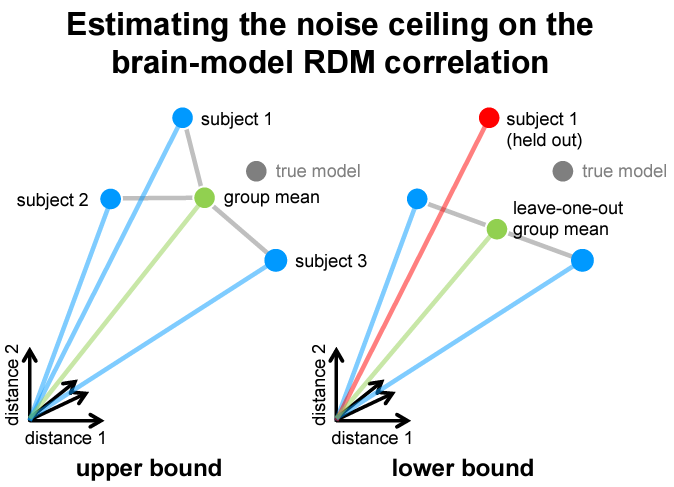 Estimating the noise ceiling on the
brain-model RDM correlation
subject 1
true model
subject 2
group mean
subject 3
distance 2
distance 1
upper bound
subject 1
(held out)
true model
leave-one-out
group mean
distance 2
distance 1
lower bound